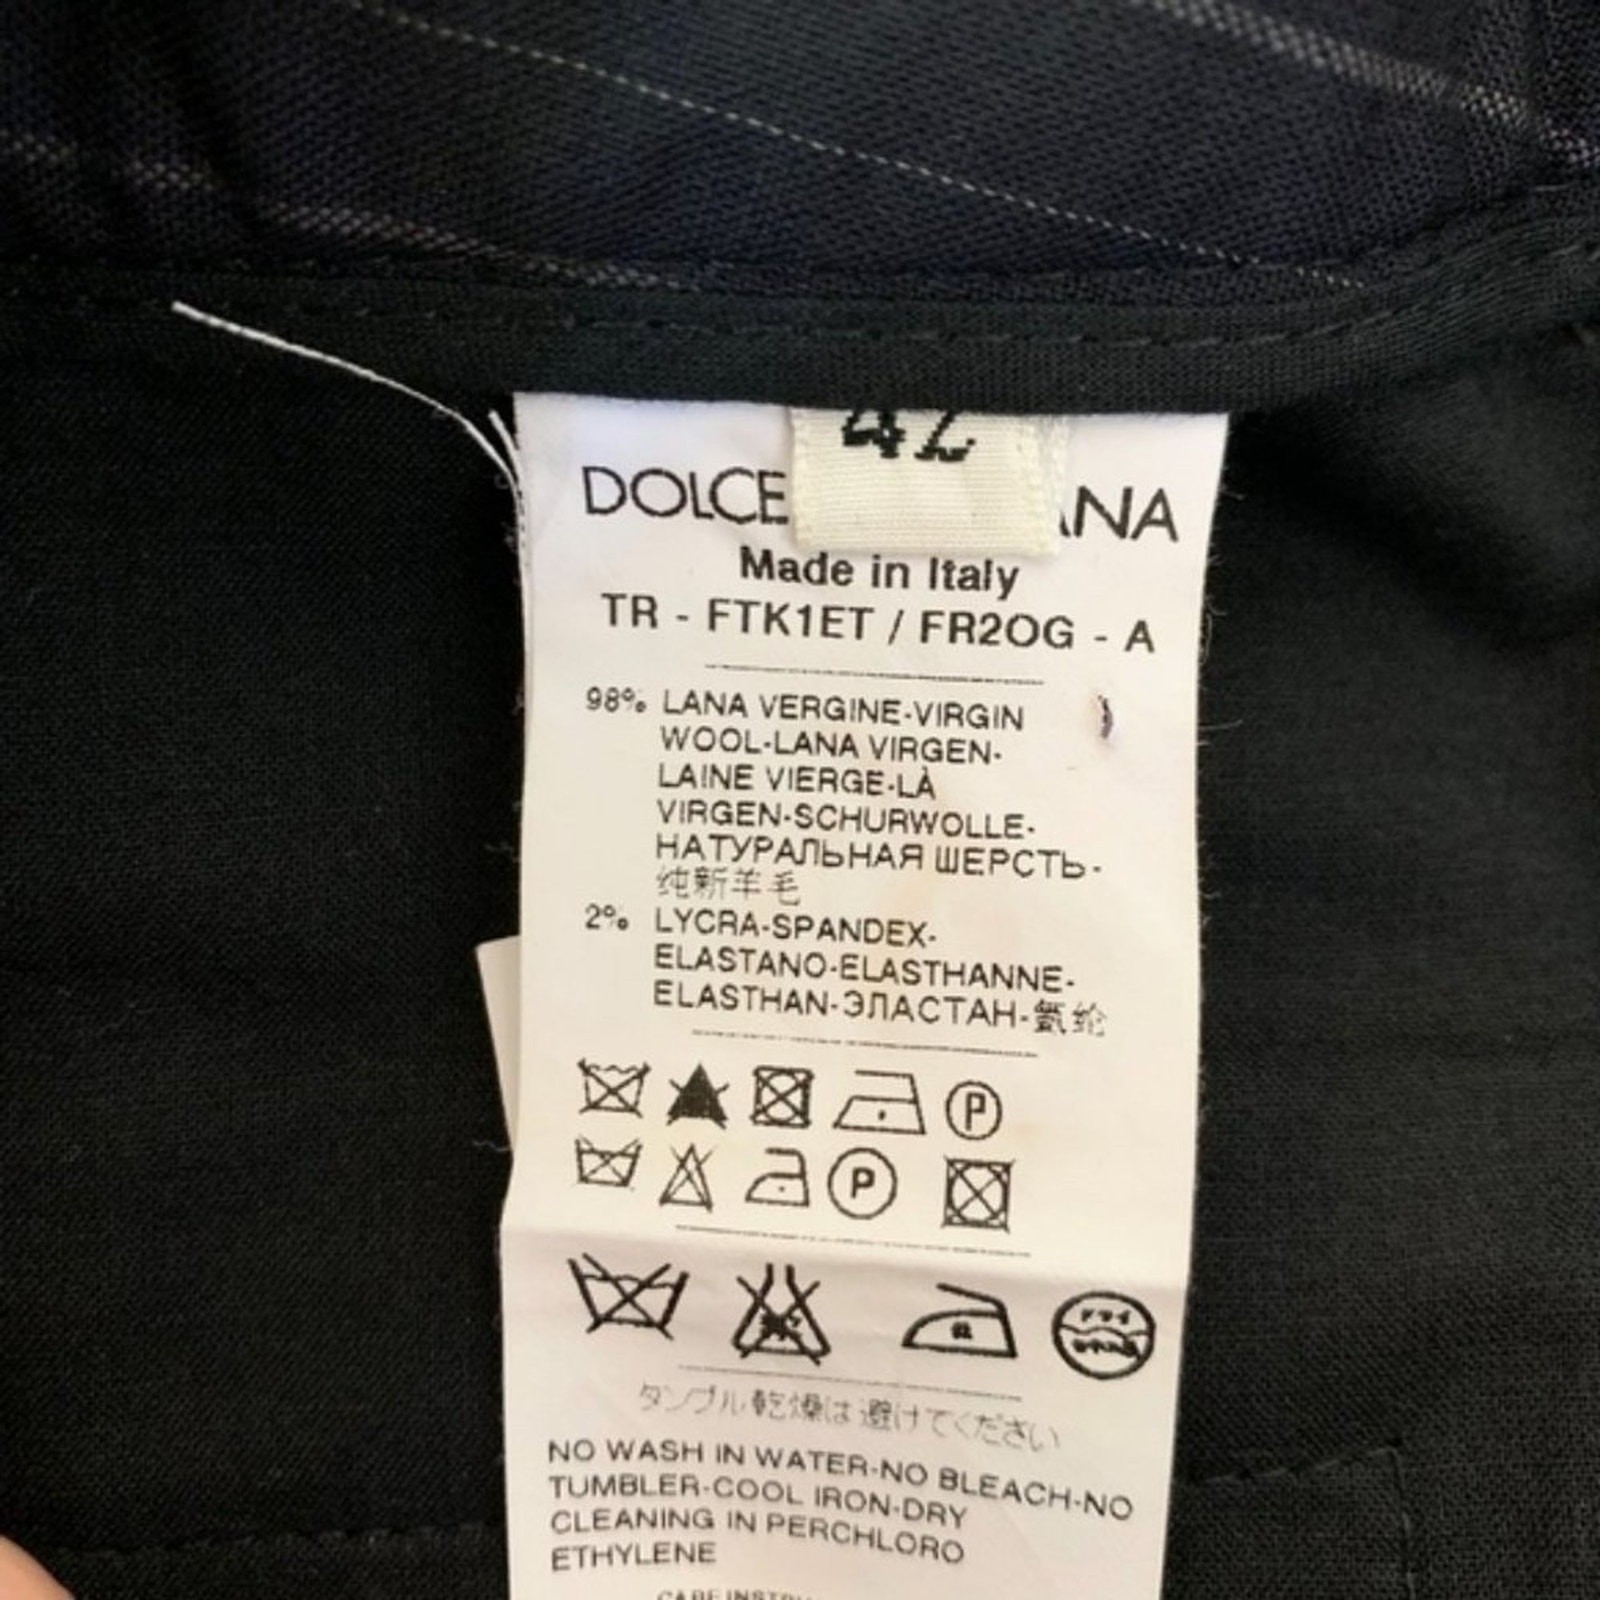 42
DOLCE
ANA
Made in Italy
TR - FTK1ET / FR2OG - A
98% LANA VERGINE-VIRGIN
WOOL-LANA VIRGEN-
LAINE VIERGE-LÀ
VIRGEN-SCHURWOLLE-
НАТУРАЛЬНАЯ ШЕРСТЬ-
纯新羊毛
2% LYCRA-SPANDEX-
ELASTANO-ELASTHANNE-
ELASTHAN-ЭЛАСТАН-氨纶
P
P
ドライ
タンブル乾燥は避けてください
NO WASH IN WATER-NO BLEACH-NO
TUMBLER-COOL IRON-DRY
CLEANING IN PERCHLORO
ETHYLENE